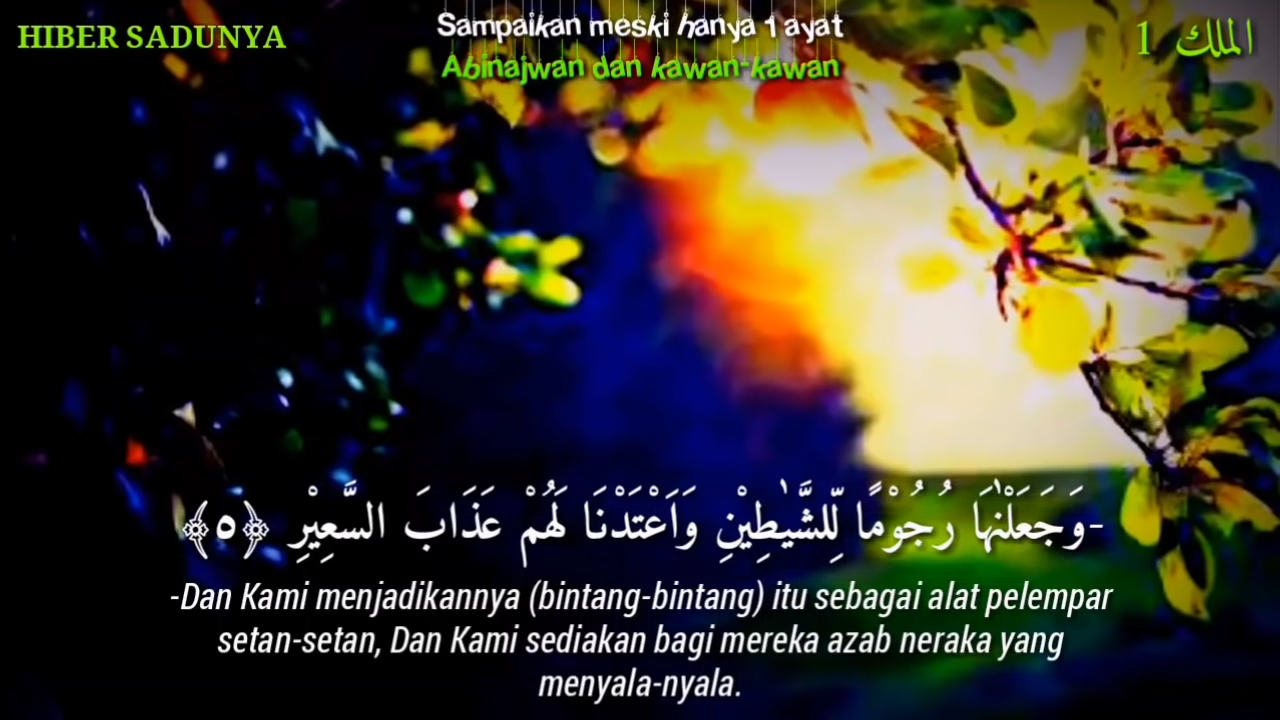 HIBER SADUNYA
Sampaikan meski hanya 1 ayat
Abinajwan dan kawan-kawan
الملك 1
-وَجَعَلْنٰهَا رُجُوْمًا لِّلشَّيٰطِيْنِ وَاَعْتَدْنَا لَهُمْ عَذَابَ السَّعِيْرِ ﴿٥﴾
-Dan Kami menjadikannya (bintang-bintang) itu sebagai alat pelempar
setan-setan, Dan Kami sediakan bagi mereka azab neraka yang
menyala-nyala.